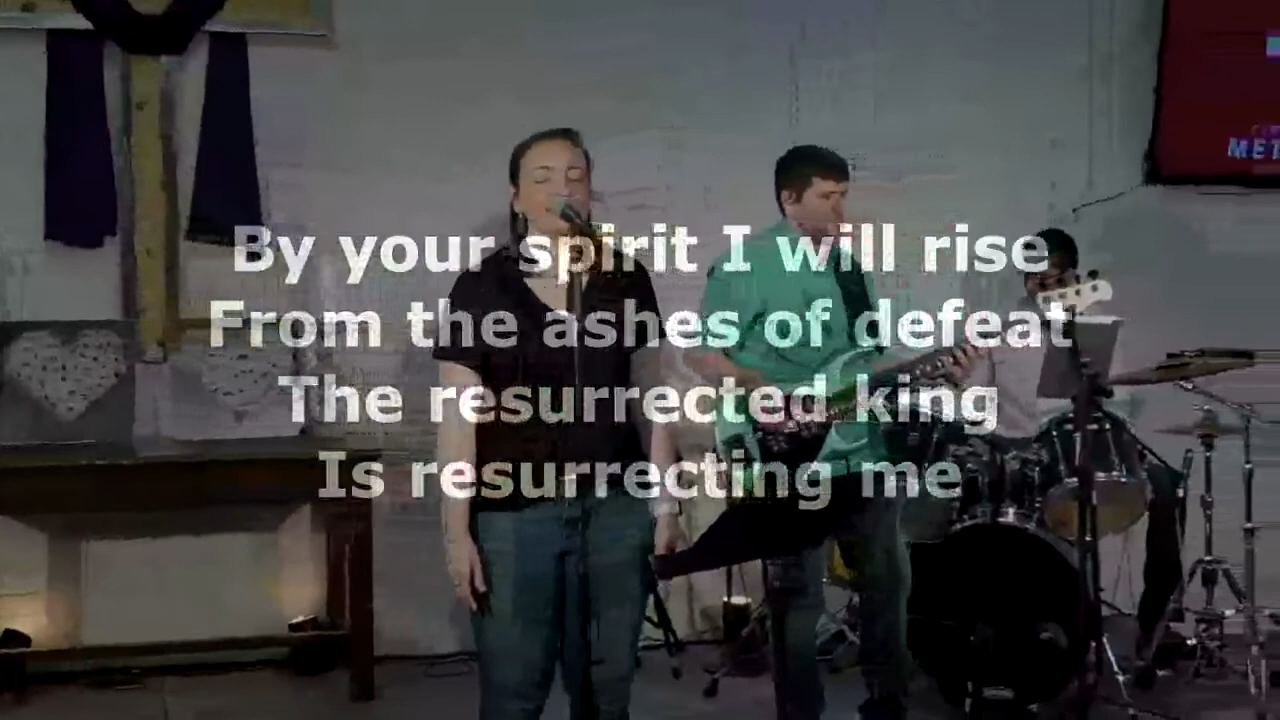 By your spirit I will rise
From the ashes of defeat
The resurrected king
Is resurrecting me